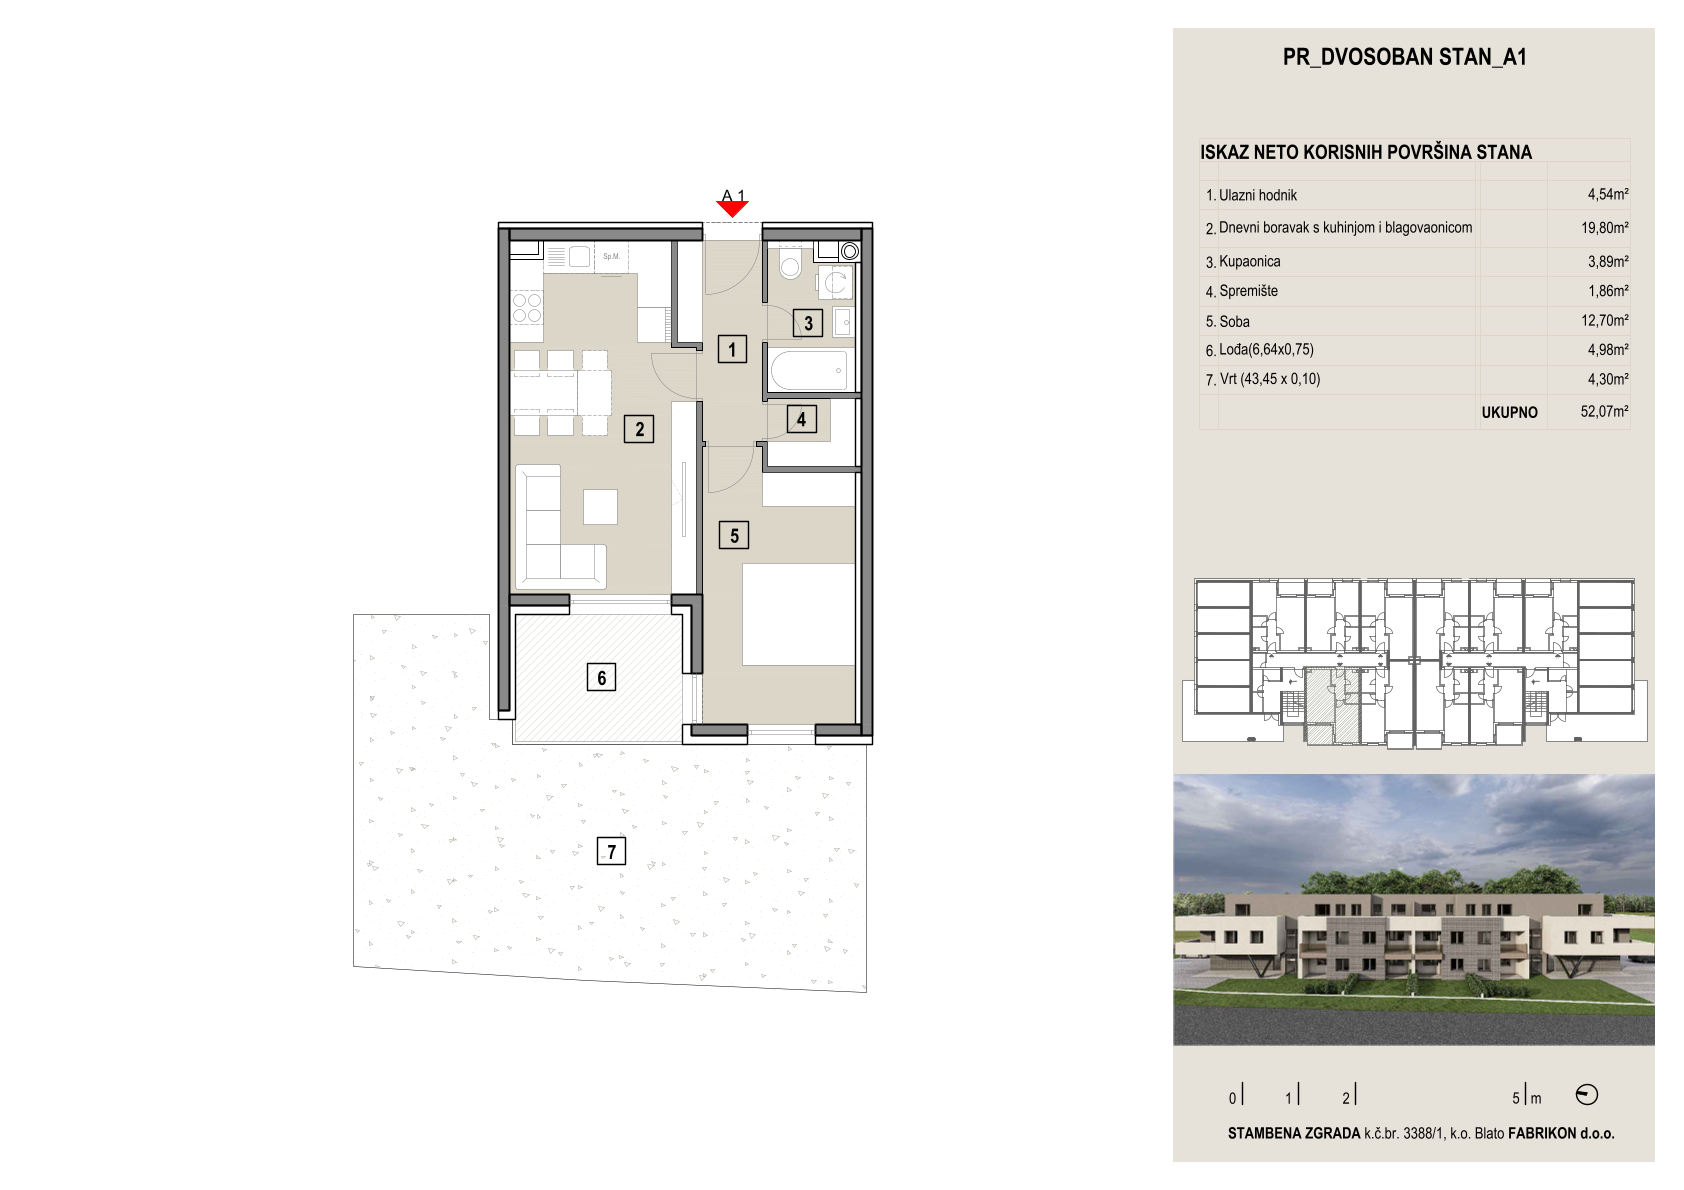 PR_DVOSOBAN STAN_A1
ISKAZ NETO KORISNIH POVRŠINA STANA
1. Ulazni hodnik 4,54m²
2. Dnevni boravak s kuhinjom i blagovaonicom 19,80m²
3. Kupaonica 3,89m²
4. Spremište 1,86m²
5. Soba 12,70m²
6. Lođa(6,64x0,75) 4,98m²
7. Vrt (43,45 x 0,10) 4,30m²
UKUPNO 52,07m²
A 1
Sp.M.
3
1
4
2
5
6
7
0 1 2 5 m
STAMBENA ZGRADA k.č.br. 3388/1, k.o. Blato FABRIKON d.o.o.